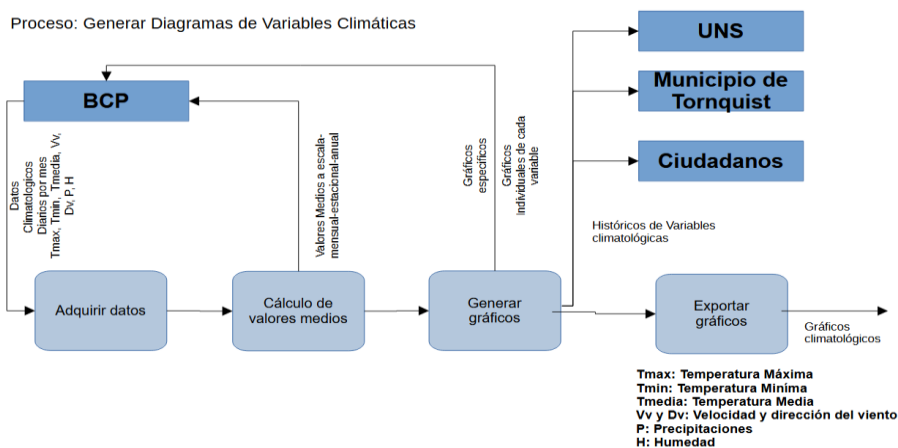 Proceso: Generar Diagramas de Variables Climáticas
UNS
Municipio de
Tornquist
Ciudadanos
BCP
Datos
Climatologicos
Diarios por mes
Tmax, Tmin, Tmedia, Vv,
Dv, P, H
Valores Medios a escala-
mensual-estacional-anual
Gráficos
especificos
Gráficos
Individuales de cada
variable
Históricos de Variables
climatológicas
Adquirir datos
Cálculo de
valores medios
Generar
gráficos
Exportar
gráficos
Gráficos
climatológicos
Tmax: Temperatura Máxima
Tmin: Temperatura Miníma
Tmedia: Temperatura Media
Vv y Dv: Velocidad y dirección del viento
P: Precipitaciones
H: Humedad